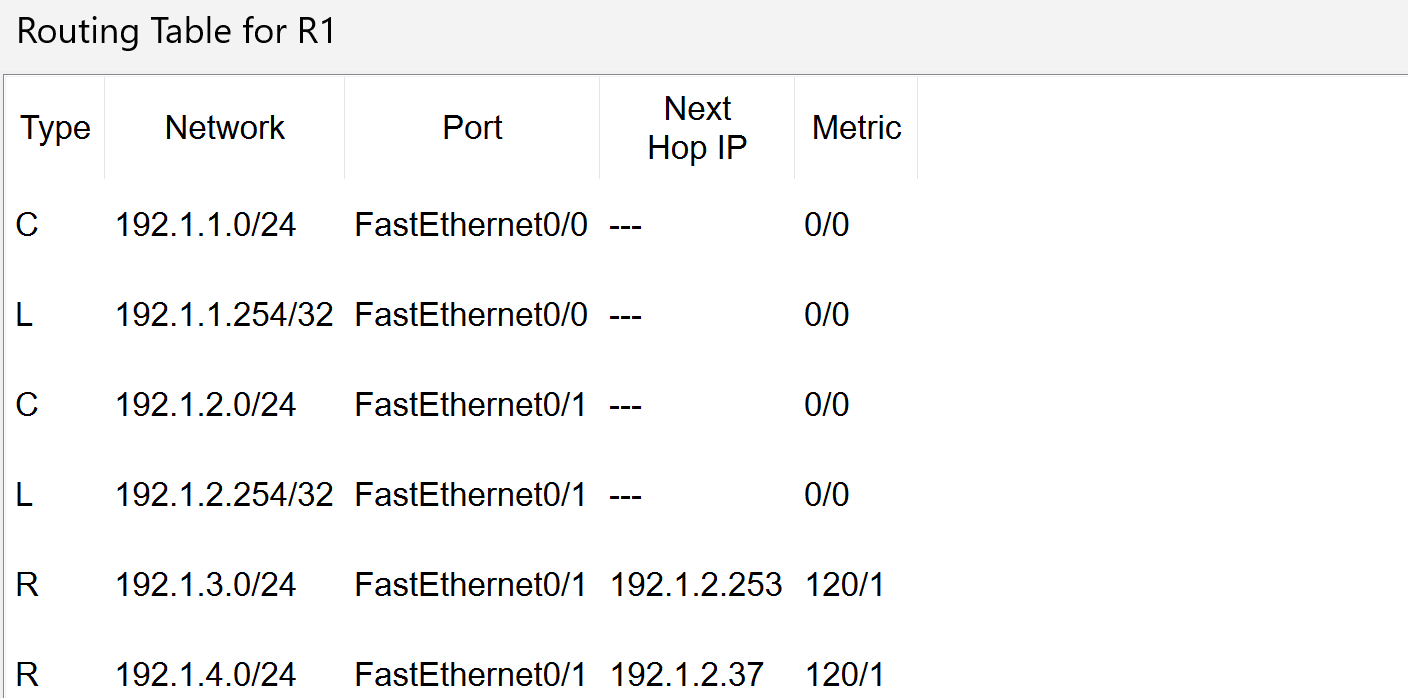 Routing Table for R1
Type Network Port Next Hop IP Metric
C 192.1.1.0/24 FastEthernet0/0 --- 0/0
L 192.1.1.254/32 FastEthernet0/0 --- 0/0
C 192.1.2.0/24 FastEthernet0/1 --- 0/0
L 192.1.2.254/32 FastEthernet0/1 --- 0/0
R 192.1.3.0/24 FastEthernet0/1 192.1.2.253 120/1
R 192.1.4.0/24 FastEthernet0/1 192.1.2.37 120/1